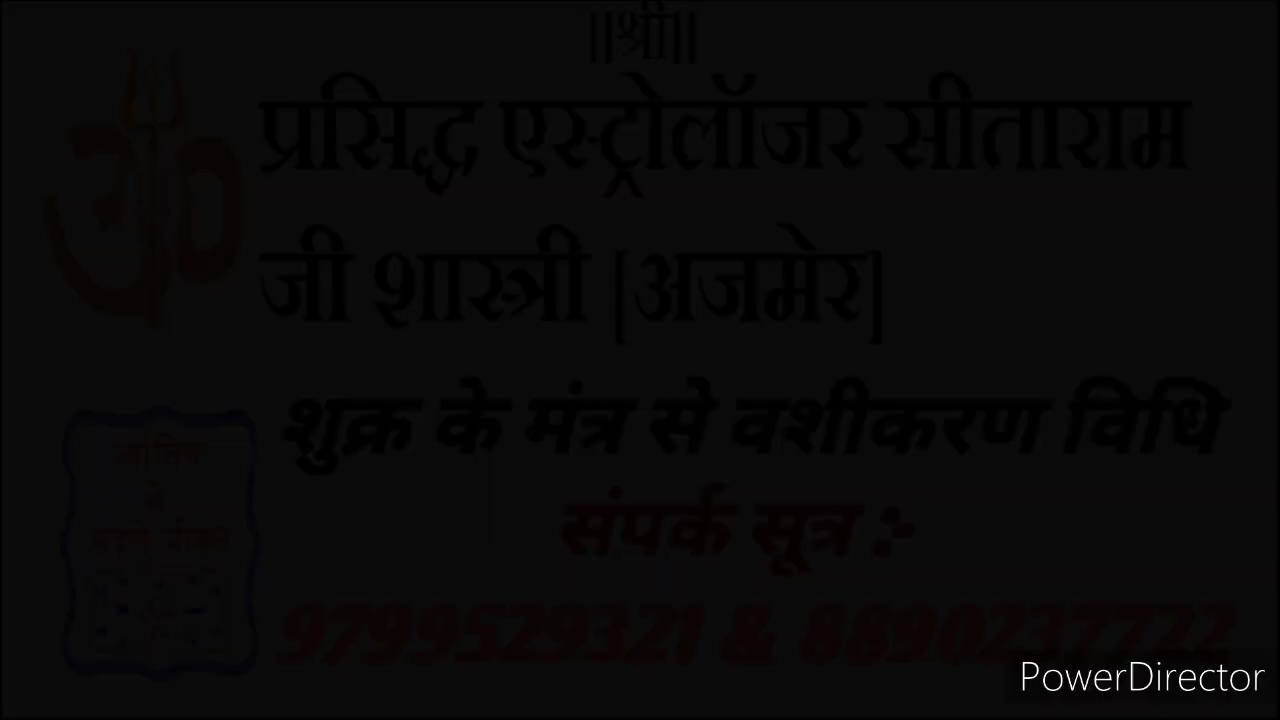 ||श्री||
प्रसिद्ध एस्ट्रोलॉजर सीताराम
जी शास्त्री [अजमेर]
शुक्र के मंत्र से वशीकरण विधि
संपर्क सूत्र :-
9799529321 & 8890237722
ज्योतिष
से
PowerDirector